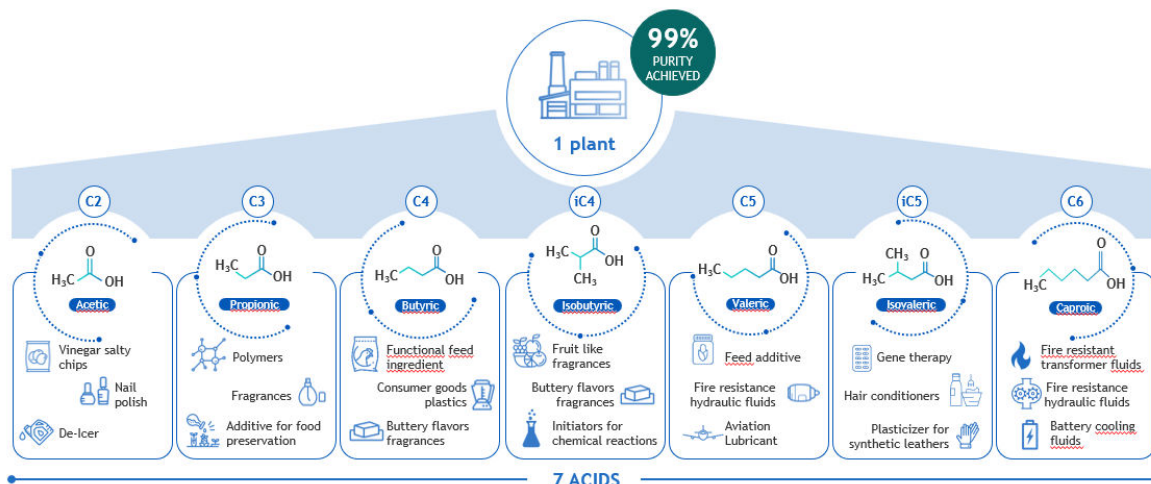 99%
PURITY
ACHIEVED
1 plant
C2
C3
C4
iC4
C5
iC5
C6
O
H₃C
OH
Acetic
O
H₃C
OH
Propionic
O
H₃C
OH
Butyric
O
H₃C
OH
CH₃
Isobutyric
O
H₃C
OH
Valeric
CH₃
O
H₃C
OH
Isovaleric
O
H₃C
OH
Caproic
Vinegar salty
chips
Nail
polish
De-Icer
Polymers
Fragrances
Additive for food
preservation
Functional feed
ingredient
Consumer goods
plastics
Buttery flavors
fragrances
Fruit like
fragrances
Buttery flavors
fragrances
Initiators for
chemical reactions
Feed additive
Fire resistance
hydraulic fluids
Aviation
Lubricant
Gene therapy
Hair conditioners
Plasticizer for
synthetic leathers
Fire resistant
transformer fluids
Fire resistance
hydraulic fluids
Battery cooling
fluids
7 ACIDS